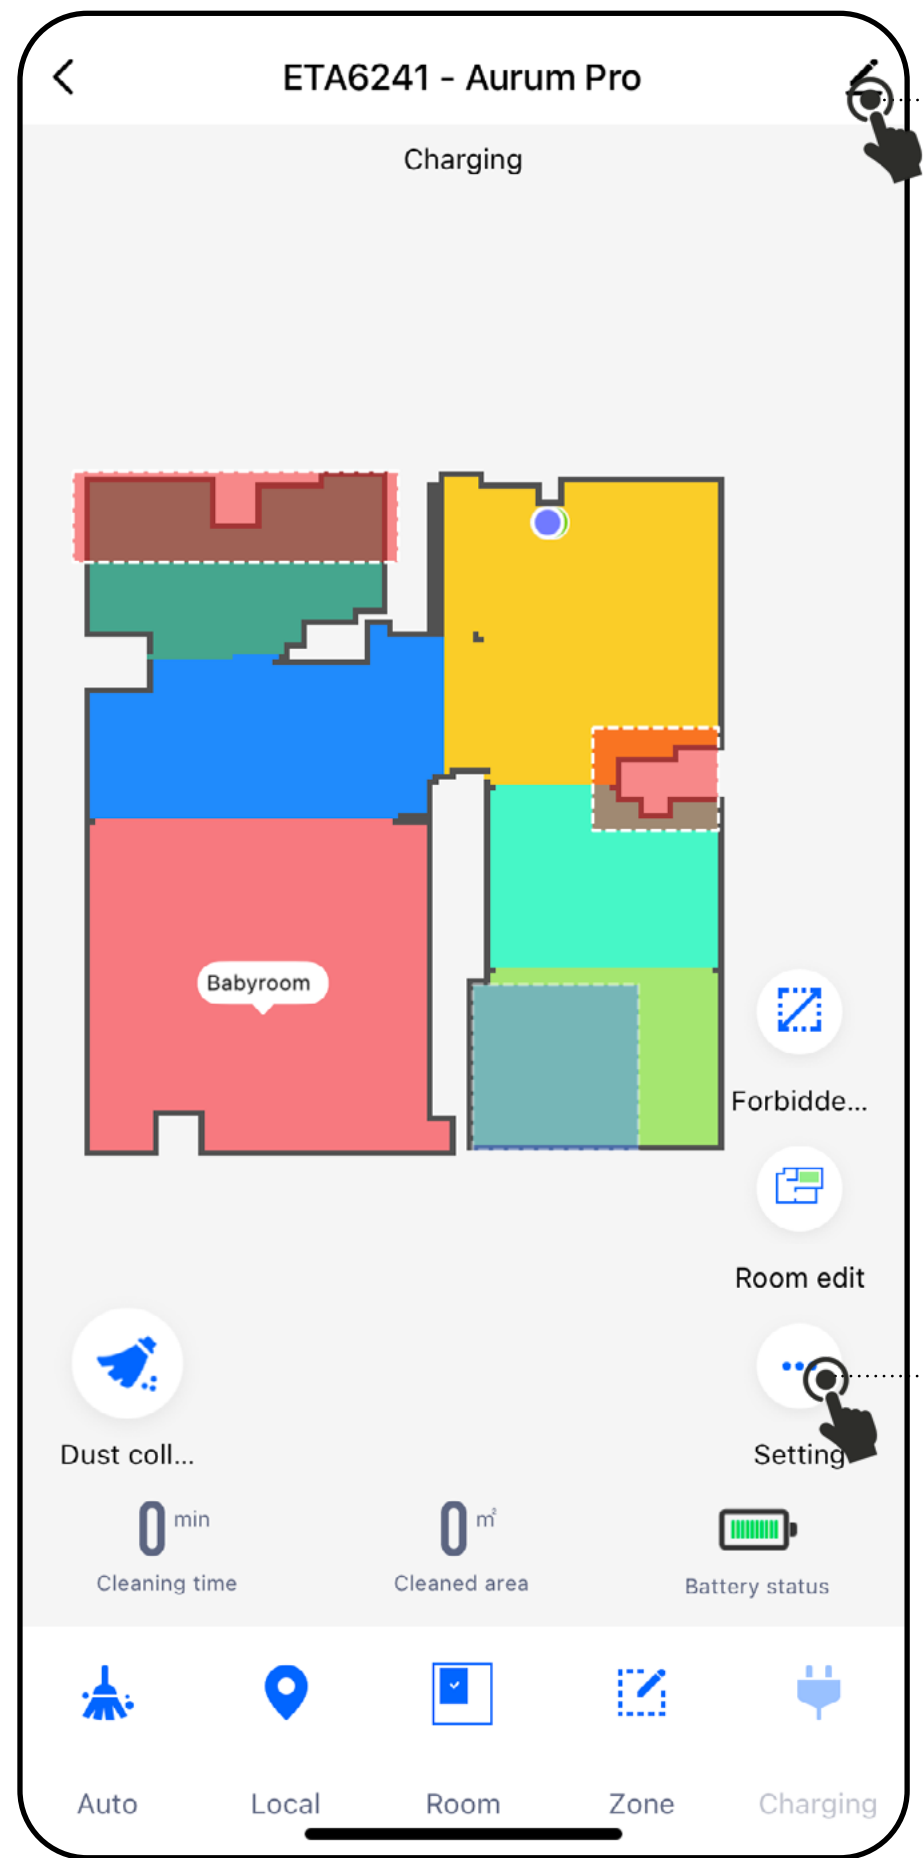 ETA6241 - Aurum Pro
Charging
Babyroom
Forbidde...
Room edit
Dust coll...
Setting
0 min
0 m²
Cleaning time
Cleaned area
Battery status
Auto
Local
Room
Zone
Charging